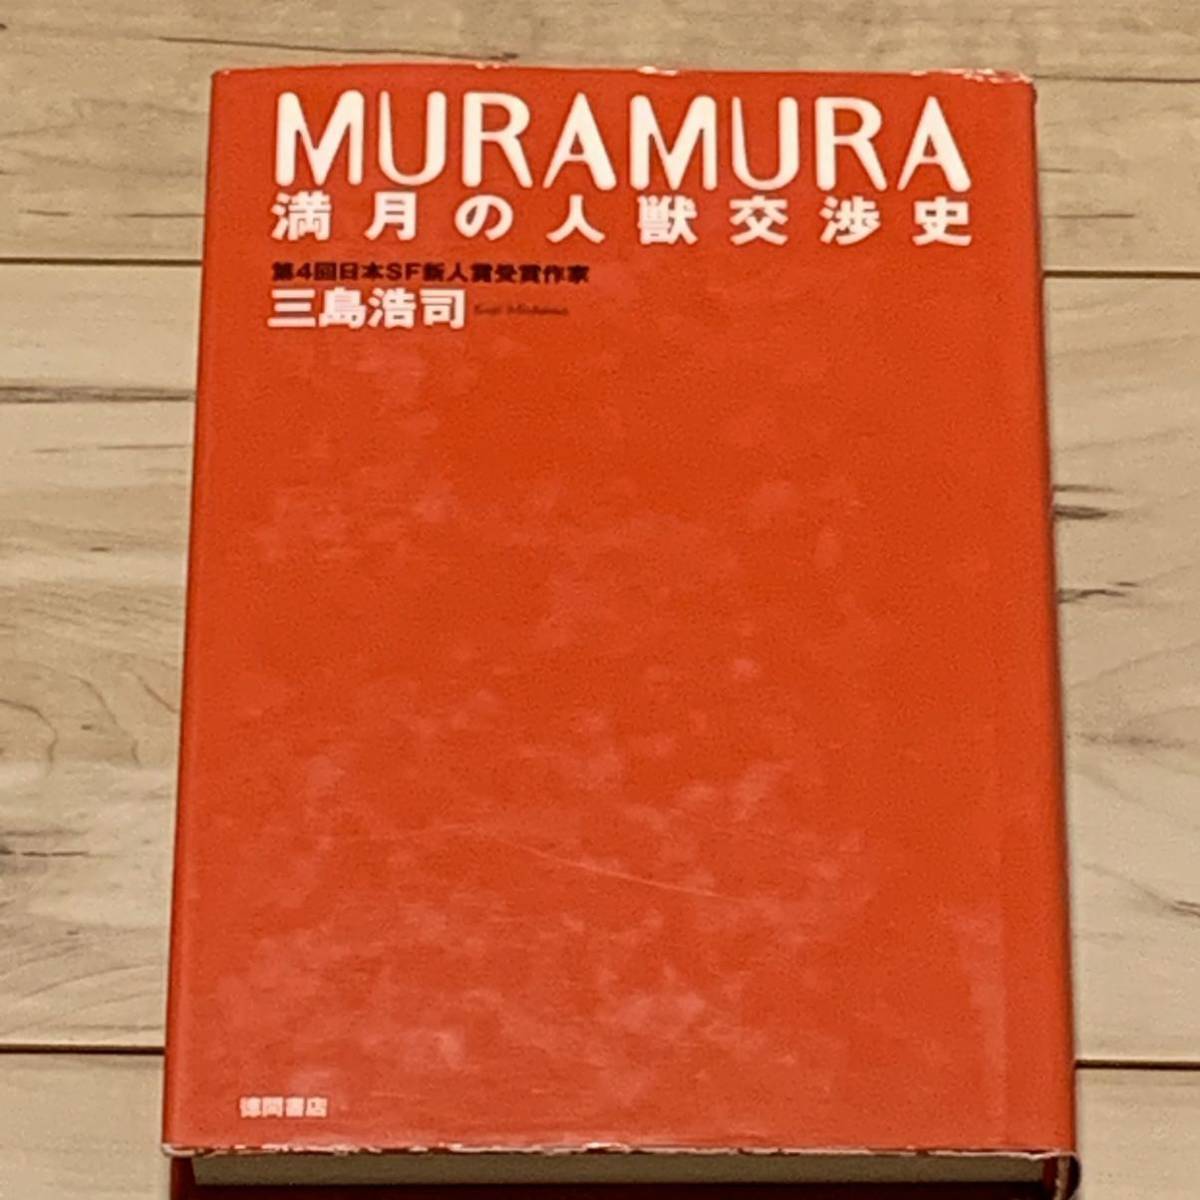 MURAMURA
満月の人獣交渉史
第4回日本SF新人賞受賞作家
三島浩司
徳間書店